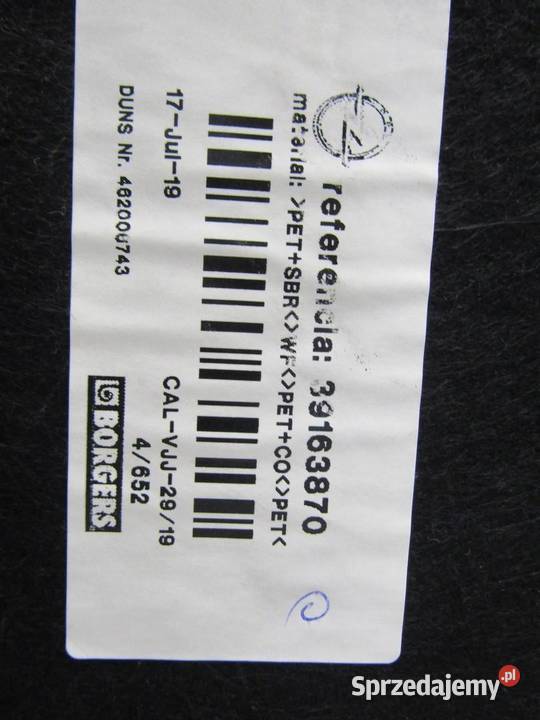 referencia: 39163870
material: >PET+SBR<>WF<>PET+CO<>PET<
17-Jul-19
CAL-VJJ-29/19
4/652
DUNS Nr.
BORGERS
Sprzedajemy.pl